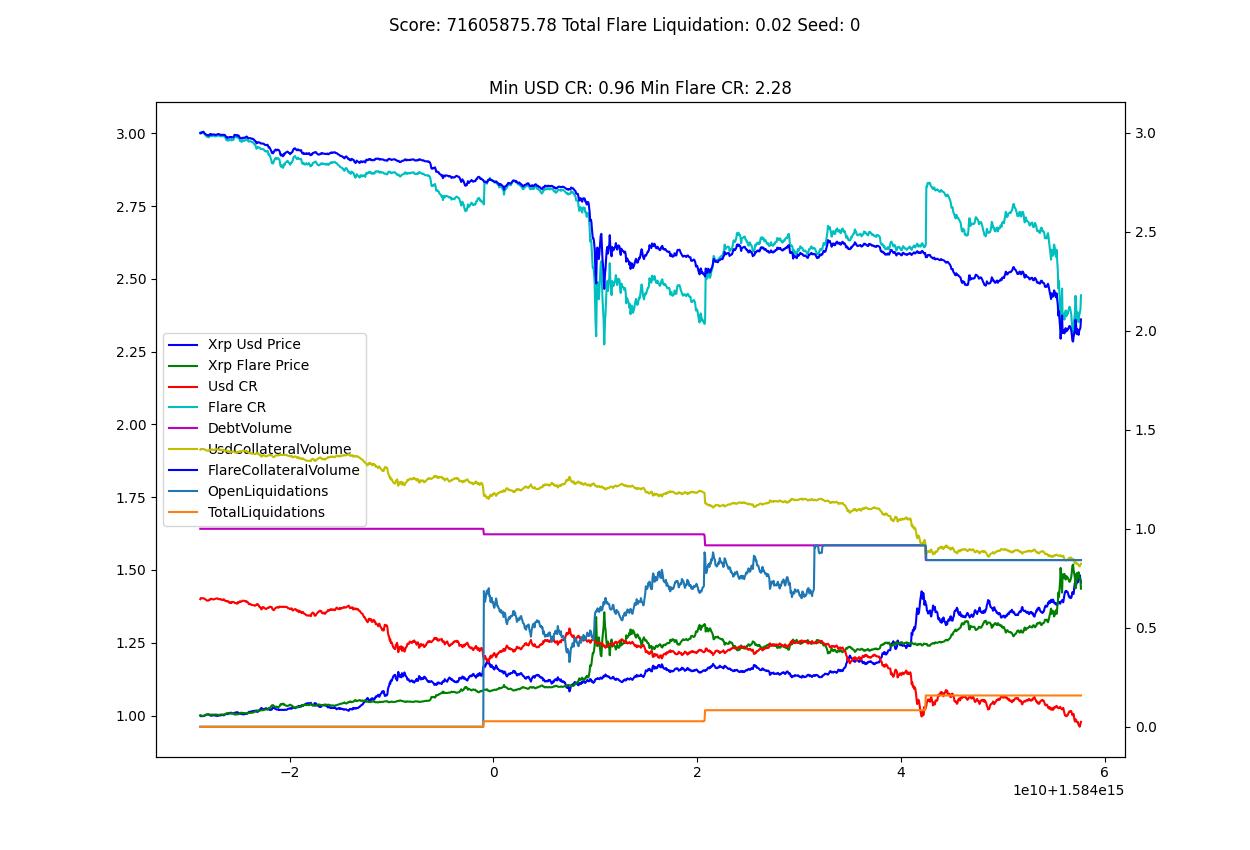 Score: 71605875.78 Total Flare Liquidation: 0.02 Seed: 0
Min USD CR: 0.96 Min Flare CR: 2.28
3.00
2.75
2.50
2.25
2.00
1.75
1.50
1.25
1.00
Xrp Usd Price
Xrp Flare Price
Usd CR
Flare CR
DebtVolume
UsdCollateralVolume
FlareCollateralVolume
OpenLiquidations
TotalLiquidations
3.0
2.5
2.0
1.5
1.0
0.5
0.0
−2 0 2 4 6
1e10+1.584e15